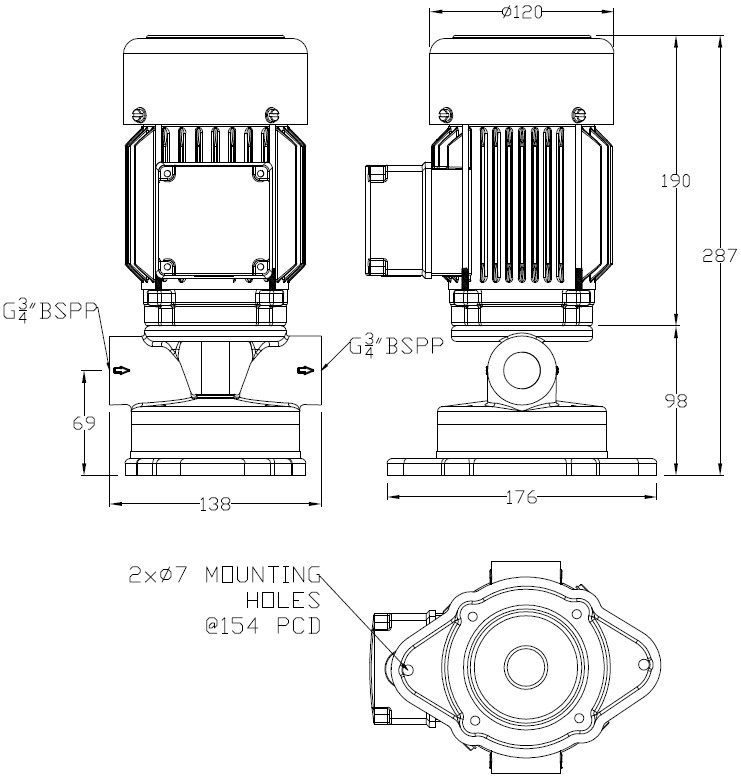 ø120
190
287
G3/4"BSPP
G3/4"BSPP
69
98
138
176
2xø7 MOUNTING
HOLES
@154 PCD